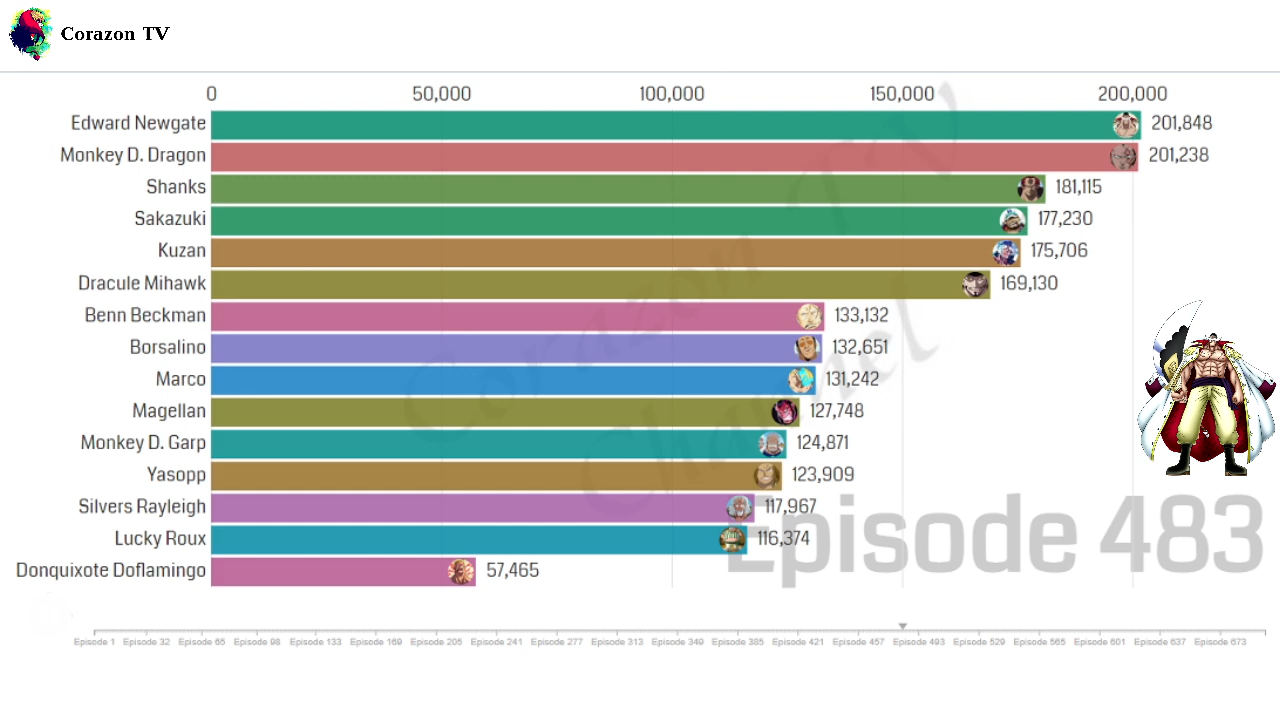 Corazon TV
0 50,000 100,000 150,000 200,000
Edward Newgate 201,848
Monkey D. Dragon 201,238
Shanks 181,115
Sakazuki 177,230
Kuzan 175,706
Dracule Mihawk 169,130
Benn Beckman 133,132
Borsalino 132,651
Marco 131,242
Magellan 127,748
Monkey D. Garp 124,871
Yasopp 123,909
Silvers Rayleigh 117,967
Lucky Roux 116,374
Donquixote Doflamingo 57,465
Corazon TV
Channel
Episode 483
Episode 1 Episode 32 Episode 65 Episode 98 Episode 133 Episode 169 Episode 205 Episode 241 Episode 277 Episode 313 Episode 349 Episode 385 Episode 421 Episode 457 Episode 493 Episode 529 Episode 565 Episode 601 Episode 637 Episode 673